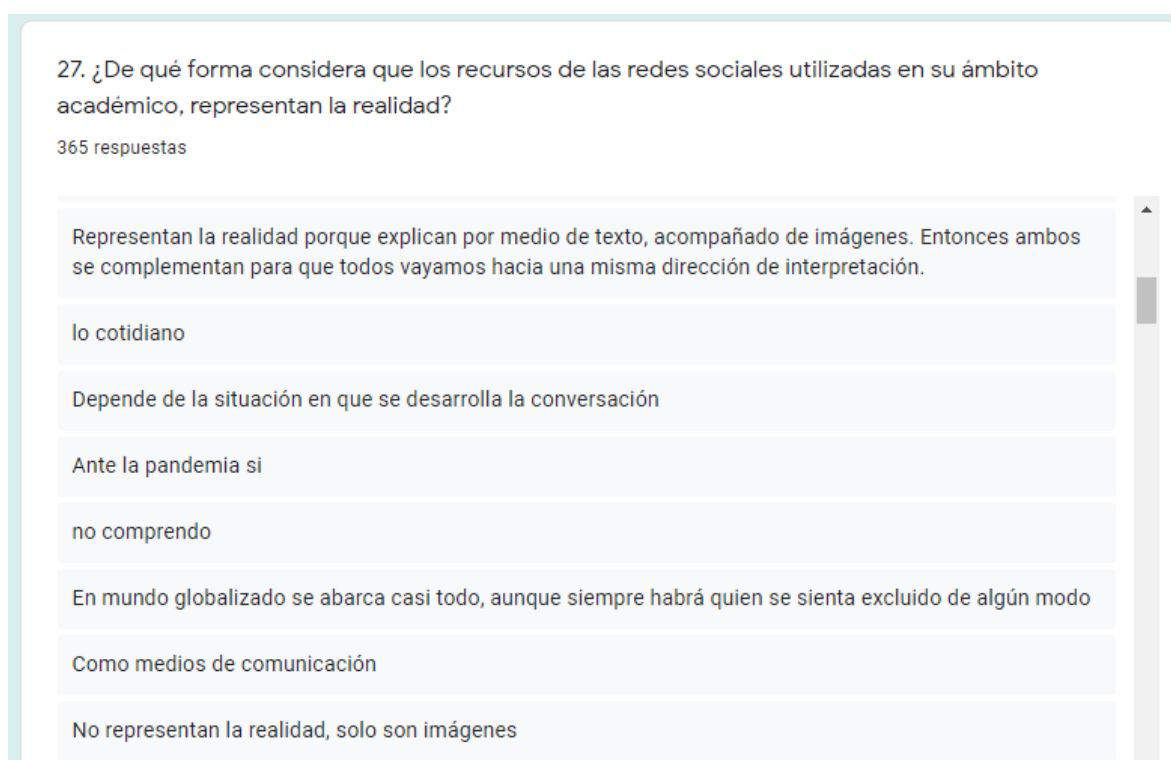 27. ¿De qué forma considera que los recursos de las redes sociales utilizadas en su ámbito
académico, representan la realidad?
365 respuestas
Representan la realidad porque explican por medio de texto, acompañado de imágenes. Entonces ambos
se complementan para que todos vayamos hacia una misma dirección de interpretación.
lo cotidiano
Depende de la situación en que se desarrolla la conversación
Ante la pandemia si
no comprendo
En mundo globalizado se abarca casi todo, aunque siempre habrá quien se sienta excluido de algún modo
Como medios de comunicación
No representan la realidad, solo son imágenes